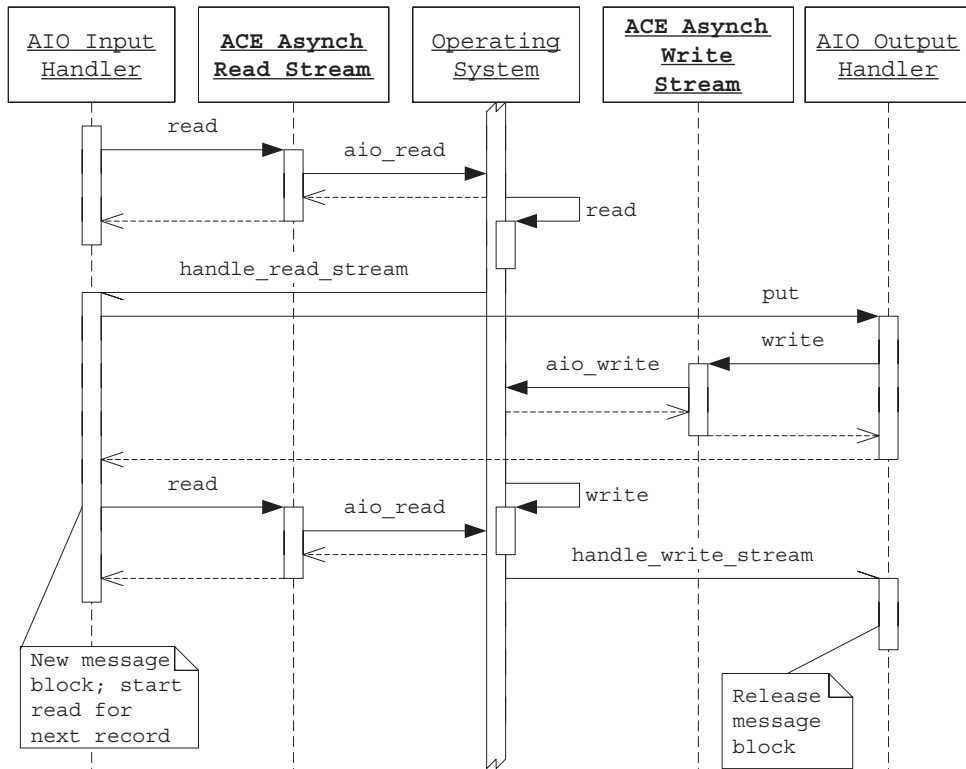 AIO Input
Handler
ACE Asynch
Read Stream
Operating
System
ACE Asynch
Write
Stream
AIO Output
Handler
read
aio_read
read
handle_read_stream
put
write
aio_write
read
write
aio_read
handle_write_stream
New message
block; start
read for
next record
Release
message
block